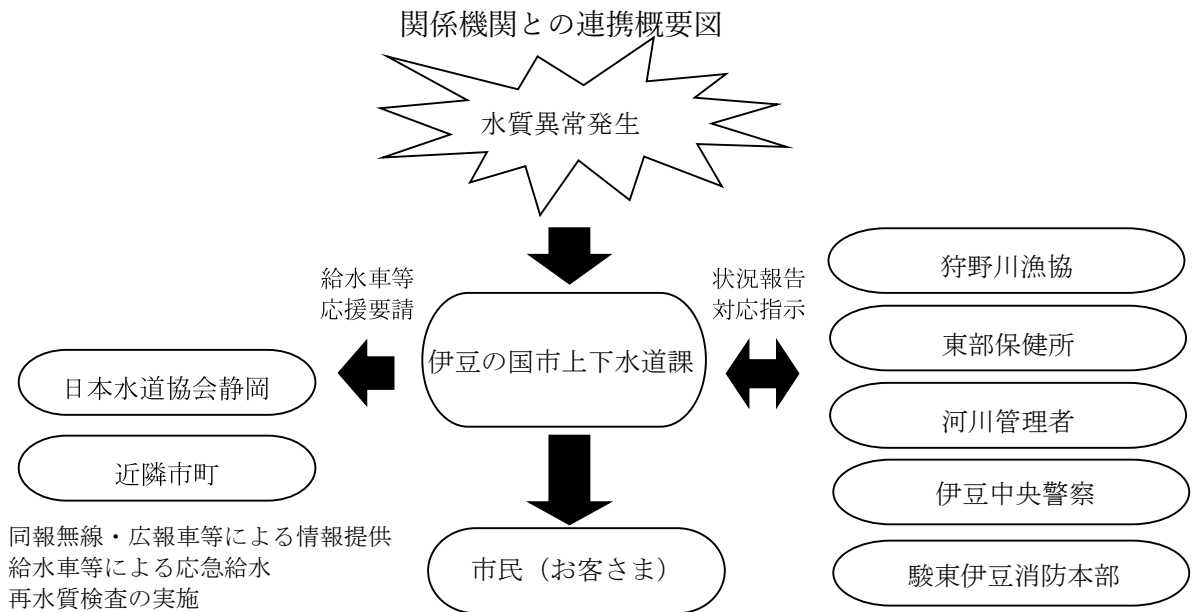 関係機関との連携概要図
水質異常発生
給水車等
応援要請
状況報告
対応指示
伊豆の国市上下水道課
日本水道協会静岡
近隣市町
狩野川漁協
東部保健所
河川管理者
伊豆中央警察
駿東伊豆消防本部
同報無線・広報車等による情報提供
給水車等による応急給水
再水質検査の実施
市民（お客さま）